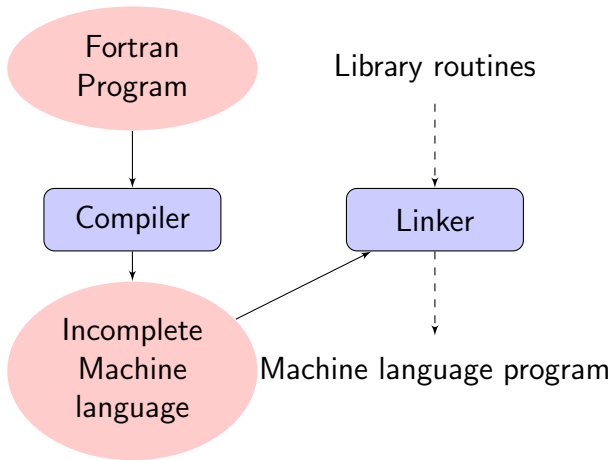 Fortran
Program
Library routines
Compiler
Linker
Incomplete
Machine
language
Machine language program